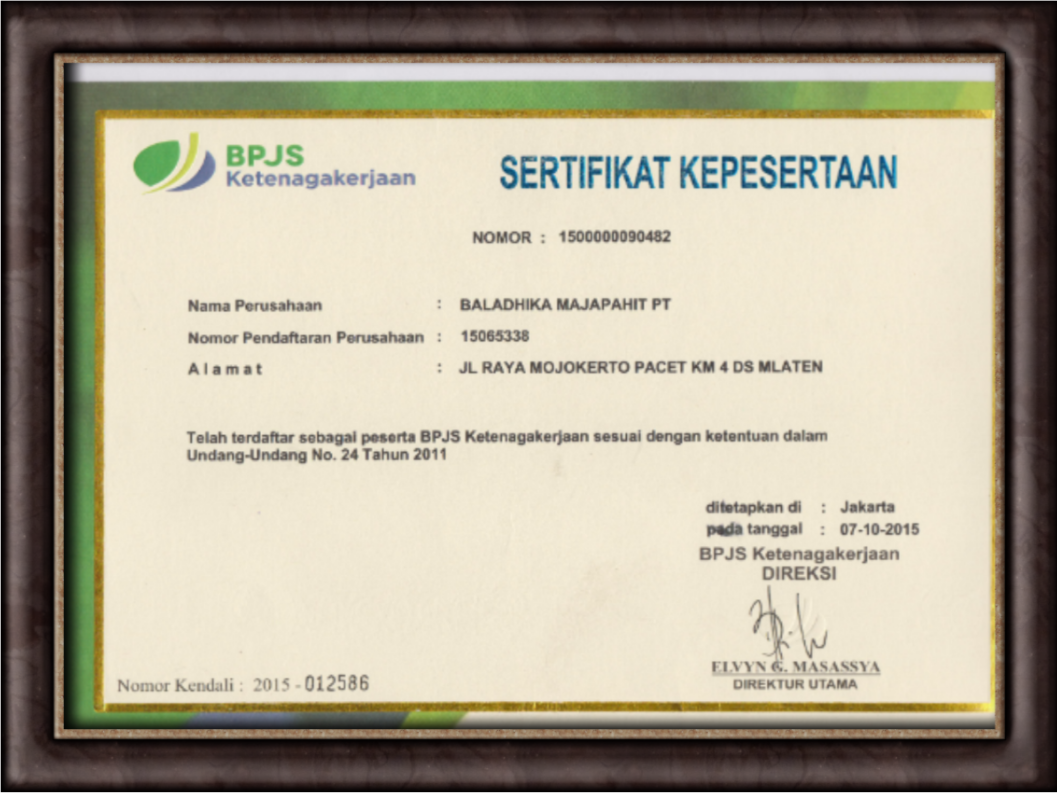 BPJS
Ketenagakerjaan
SERTIFIKAT KEPESERTAAN
NOMOR : 1500000090482
Nama Perusahaan : BALADHIKA MAJAPAHIT PT
Nomor Pendaftaran Perusahaan : 15065338
Alamat : JL RAYA MOJOKERTO PACET KM 4 DS MLATEN
Telah terdaftar sebagai peserta BPJS Ketenagakerjaan sesuai dengan ketentuan dalam
Undang-Undang No. 24 Tahun 2011
ditetapkan di : Jakarta
pada tanggal : 07-10-2015
BPJS Ketenagakerjaan
DIREKSI
ELVYN G. MASASSYA
DIREKTUR UTAMA
Nomor Kendali : 2015 - 012586